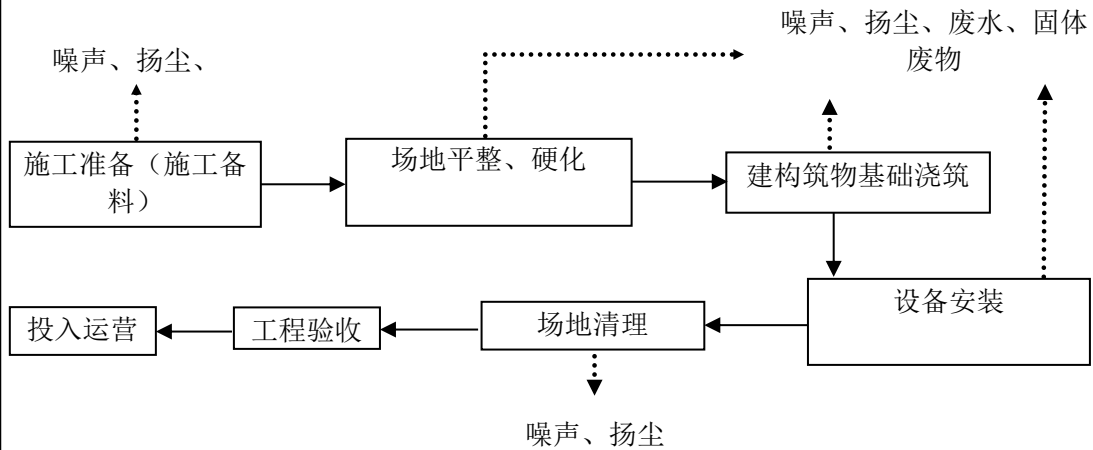 噪声、扬尘、废水、固体
废物
噪声、扬尘、
施工准备（施工备
料）
场地平整、硬化
建构筑物基础浇筑
设备安装
场地清理
工程验收
投入运营
噪声、扬尘